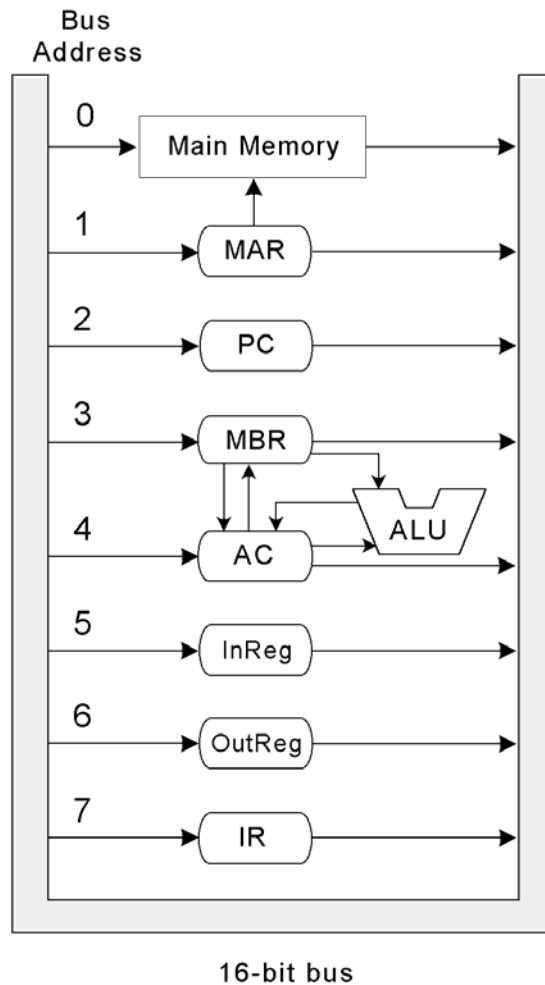 Bus
Address
0
Main Memory
1
MAR
2
PC
3
MBR
4
AC
ALU
5
InReg
6
OutReg
7
IR
16-bit bus